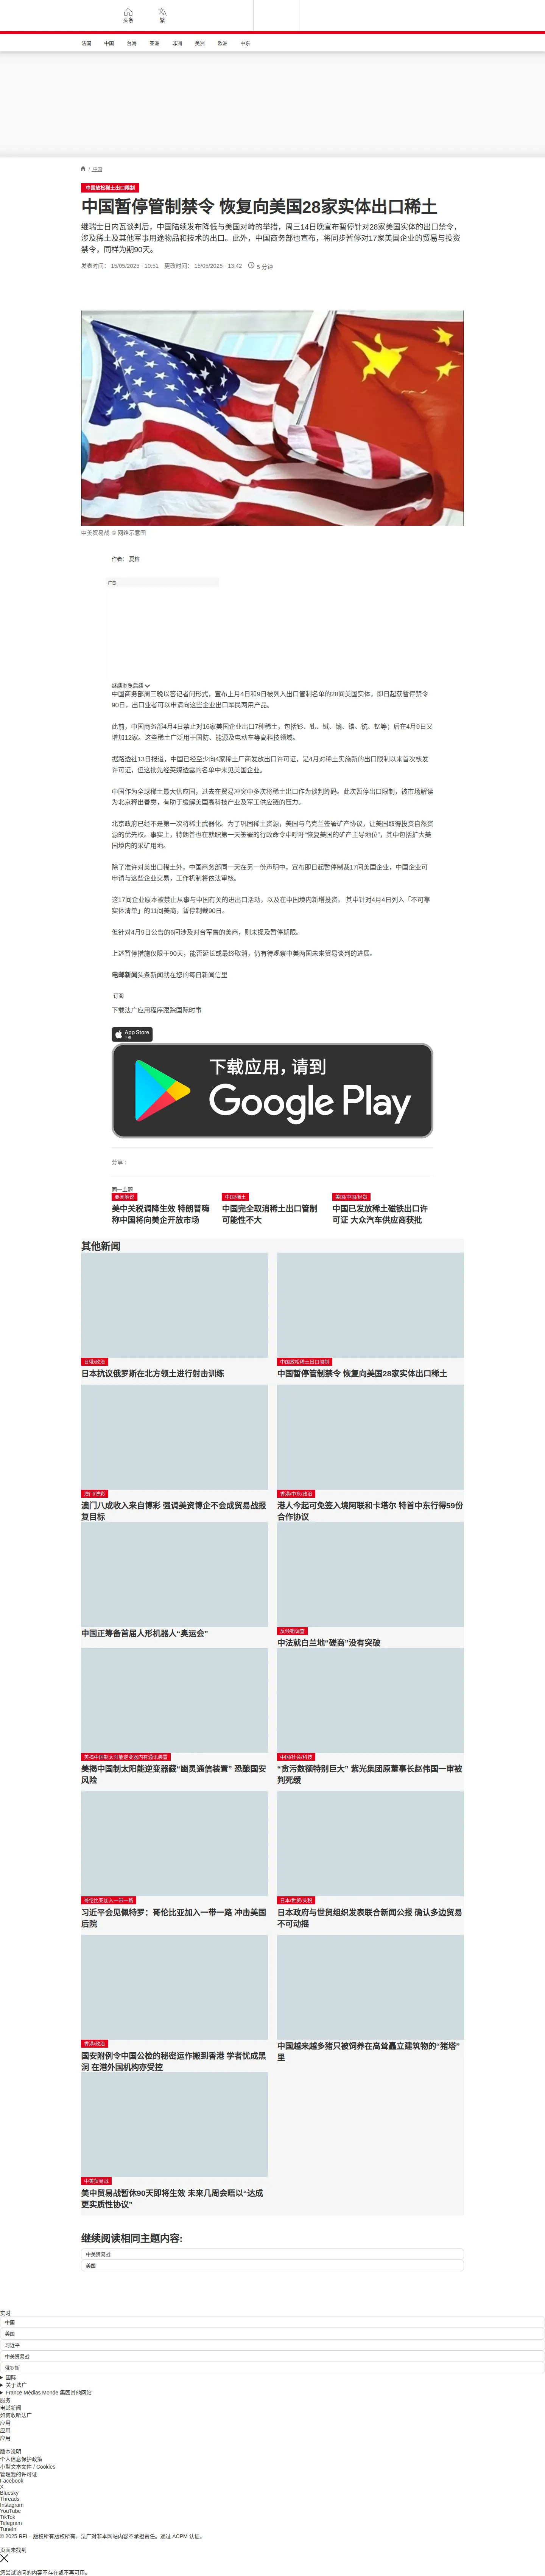 头条
繁
法国
中国
台海
亚洲
非洲
美洲
欧洲
中东
/ 中国
中国放松稀土出口限制
中国暂停管制禁令 恢复向美国28家实体出口稀土
继瑞士日内瓦谈判后，中国陆续发布降低与美国对峙的举措，周三14日晚宣布暂停针对28家美国实体的出口禁令，
涉及稀土及其他军事用途物品和技术的出口。此外，中国商务部也宣布，将同步暂停对17家美国企业的贸易与投资
禁令，同样为期90天。
发表时间： 15/05/2025 - 10:51 更改时间： 15/05/2025 - 13:42 5 分钟
中美贸易战 © 网络示意图
作者： 夏榕
广告
继续浏览后续
中国商务部周三晚以答记者问形式，宣布上月4日和9日被列入出口管制名单的28间美国实体，即日起获暂停禁令
90日，出口业者可以申请向这些企业出口军民两用产品。
此前，中国商务部4月4日禁止对16家美国企业出口7种稀土，包括钐、钆、铽、镝、镥、钪、钇等；后在4月9日又
增加12家。这些稀土广泛用于国防、能源及电动车等高科技领域。
据路透社13日报道，中国已经至少向4家稀土厂商发放出口许可证，是4月对稀土实施新的出口限制以来首次核发
许可证，但这批先经英媒透露的名单中未见美国企业。
中国作为全球稀土最大供应国，过去在贸易冲突中多次将稀土出口作为谈判筹码。此次暂停出口限制，被市场解读
为北京释出善意，有助于缓解美国高科技产业及军工供应链的压力。
北京政府已经不是第一次将稀土武器化。为了巩固稀土资源，美国与乌克兰签署矿产协议，让美国取得投资自然资
源的优先权。事实上，特朗普也在就职第一天签署的行政命令中呼吁“恢复美国的矿产主导地位”，其中包括扩大美
国境内的采矿用地。
除了准许对美出口稀土外，中国商务部同一天在另一份声明中，宣布即日起暂停制裁17间美国企业，中国企业可
申请与这些企业交易，工作机制将依法审核。
这17间企业原本被禁止从事与中国有关的进出口活动，以及在中国境内新增投资。 其中针对4月4日列入「不可靠
实体清单」的11间美商，暂停制裁90日。
但针对4月9日公告的6间涉及对台军售的美商，则未提及暂停期限。
上述暂停措施仅限于90天，能否延长或最终取消，仍有待观察中美两国未来贸易谈判的进展。
电邮新闻头条新闻就在您的每日新闻信里
订阅
下载法广应用程序跟踪国际时事
App Store
下载应用，请到
Google Play
分享 :
同一主题
要闻解说
美中关税调降生效 特朗普嗨
称中国将向美企开放市场
中国/稀土
中国完全取消稀土出口管制
可能性不大
美国/中国/经贸
中国已发放稀土磁铁出口许
可证 大众汽车供应商获批
其他新闻
日俄/政治
日本抗议俄罗斯在北方领土进行射击训练
中国放松稀土出口限制
中国暂停管制禁令 恢复向美国28家实体出口稀土
澳门/博彩
澳门八成收入来自博彩 强调美资博企不会成贸易战报
复目标
香港/中东/政治
港人今起可免签入境阿联和卡塔尔 特首中东行得59份
合作协议
中国正筹备首届人形机器人“奥运会”
反倾销调查
中法就白兰地“磋商”没有突破
美揭中国制太阳能逆变器内有通讯装置
美揭中国制太阳能逆变器藏“幽灵通信装置” 恐酿国安
风险
中国/社会/科技
“贪污数额特别巨大” 紫光集团原董事长赵伟国一审被
判死缓
哥伦比亚加入一带一路
习近平会见佩特罗：哥伦比亚加入一带一路 冲击美国
后院
日本/世贸/关税
日本政府与世贸组织发表联合新闻公报 确认多边贸易
不可动摇
香港/政治
国安附例令中国公检的秘密运作搬到香港 学者忧成黑
洞 在港外国机构亦受控
中国越来越多猪只被饲养在高耸矗立建筑物的“猪塔”
里
中美贸易战
美中贸易战暂休90天即将生效 未来几周会晤以“达成
更实质性协议”
继续阅读相同主题内容:
中美贸易战
美国
实时
中国
美国
习近平
中美贸易战
俄罗斯
国际
关于法广
France Médias Monde 集团其他网站
服务
电邮新闻
如何收听法广
应用
应用
应用
版本说明
个人信息保护政策
小型文本文件 / Cookies
管理我的许可证
Facebook
X
Bluesky
Threads
Instagram
YouTube
TikTok
Telegram
TuneIn
© 2025 RFI – 版权所有版权所有。法广对非本网站内容不承担责任。通过 ACPM 认证。
页面未找到
您尝试访问的内容不存在或不再可用。